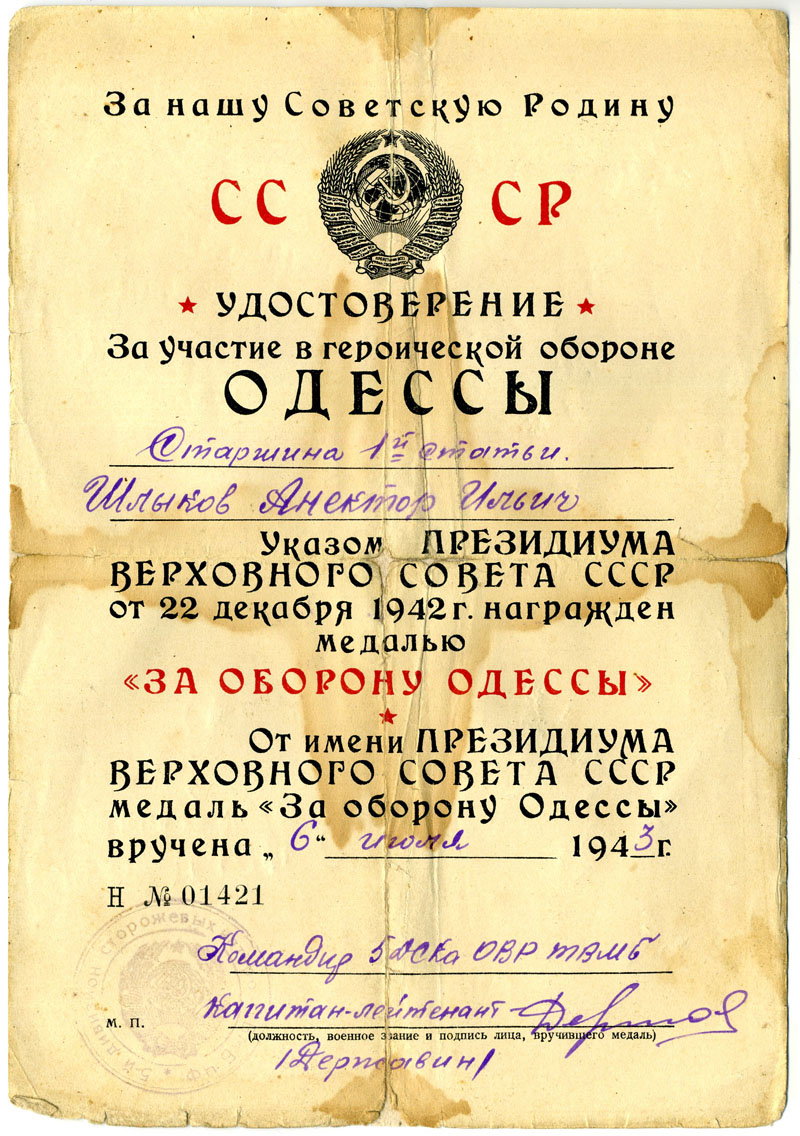 За нашу Советскую Родину
СС СР
УДОСТОВЕРЕНИЕ
За участие в героической обороне
ОДЕССЫ
Старшина 1й статьи.
Шлыков Анектор Ильич
Указом ПРЕЗИДИУМА
ВЕРХОВНОГО СОВЕТА СССР
от 22 декабря 1942 г. награжден
медалью
«ЗА ОБОРОНУ ОДЕССЫ»
От имени ПРЕЗИДИУМА
ВЕРХОВНОГО СОВЕТА СССР
медаль «За оборону Одессы»
вручена „6“ июля 1943 г.
Н № 01421
Командир 5 ДСКа ОВР ТВМБ
капитан-лейтенант
М. П.
(должность, военное звание и подпись лица, вручившего медаль)
/Державин/
сторожевых